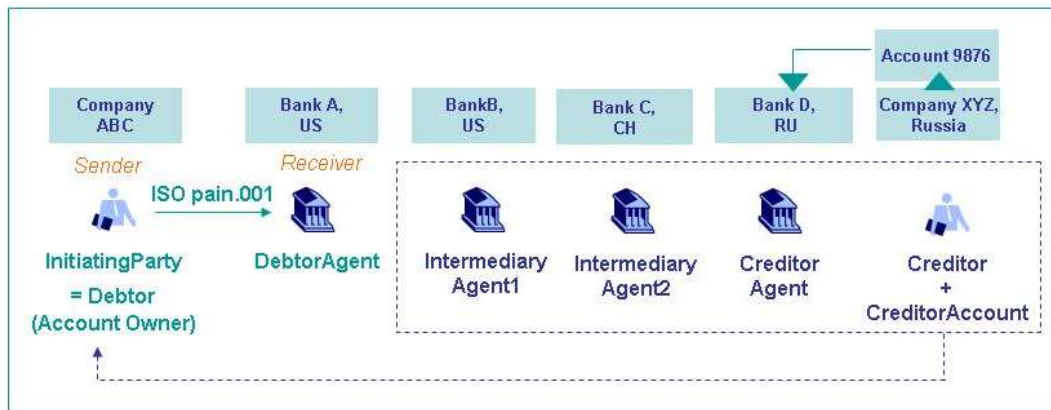 Account 9876
Company
ABC
Bank A,
US
BankB,
US
Bank C,
CH
Bank D,
RU
Company XYZ,
Russia
Sender
Receiver
ISO pain.001
InitiatingParty
= Debtor
(Account Owner)
DebtorAgent
Intermediary
Agent1
Intermediary
Agent2
Creditor
Agent
Creditor
+
CreditorAccount